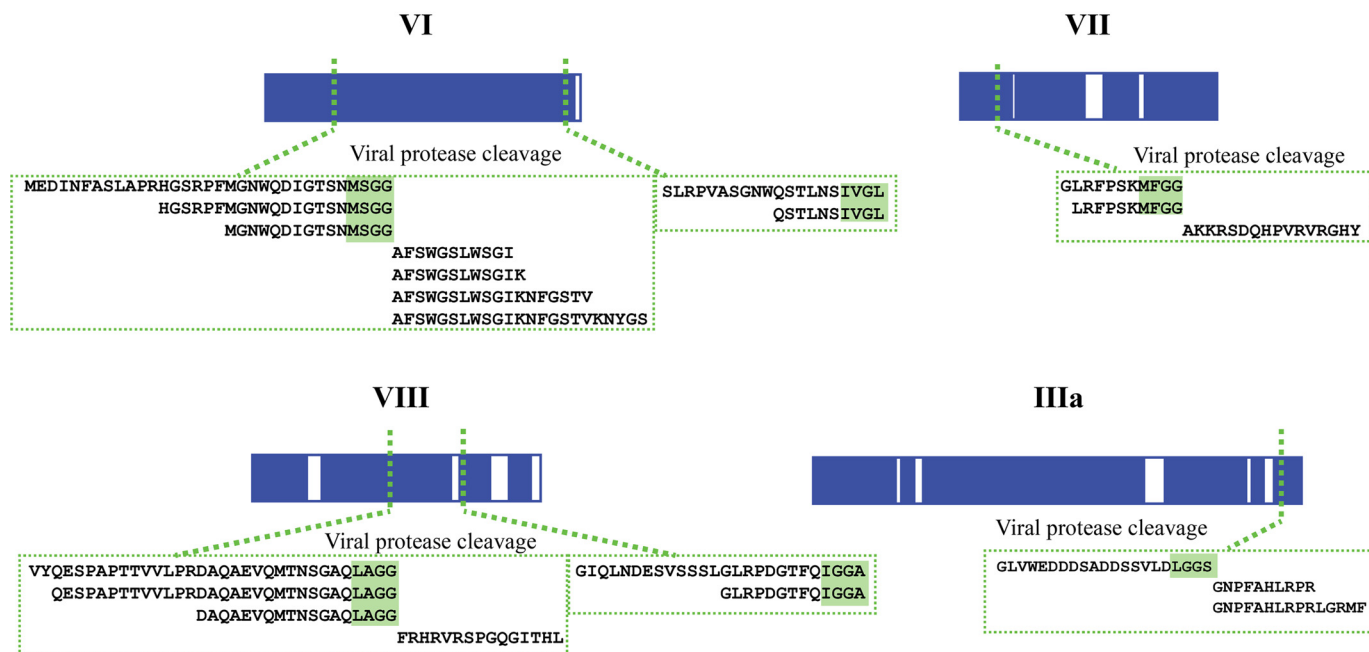 VI
VII
Viral protease cleavage
MEDINFASLAPRHGSRPFMGNWQDIGTSNMSGG
HGSRPFMGNWQDIGTSNMSGG
MGNWQDIGTSNMSGG
AFSWGSLWSGI
AFSWGSLWSGIK
AFSWGSLWSGIKNFGSTV
AFSWGSLWSGIKNFGSTVKNYGS
SLRPVASGNWQSTLNSIVGL
QSTLNSIVGL
Viral protease cleavage
GLRFPSKMFGG
LRFPSKMFGG
AKKRSDQHPVRVRGHY
VIII
IIIa
Viral protease cleavage
VYQESPAPTTVVLPRDAQAEVQMTNSGAQLAGG
QESPAPTTVVLPRDAQAEVQMTNSGAQLAGG
DAQAEVQMTNSGAQLAGG
FRHRVRSPGQGITHL
GIQLNDESVSSSLGLRPDGTFQIGGA
GLRPDGTFQIGGA
Viral protease cleavage
GLVWEDDDSADDSSVLDLGGS
GNPFAHLRPR
GNPFAHLRPRLGRMF